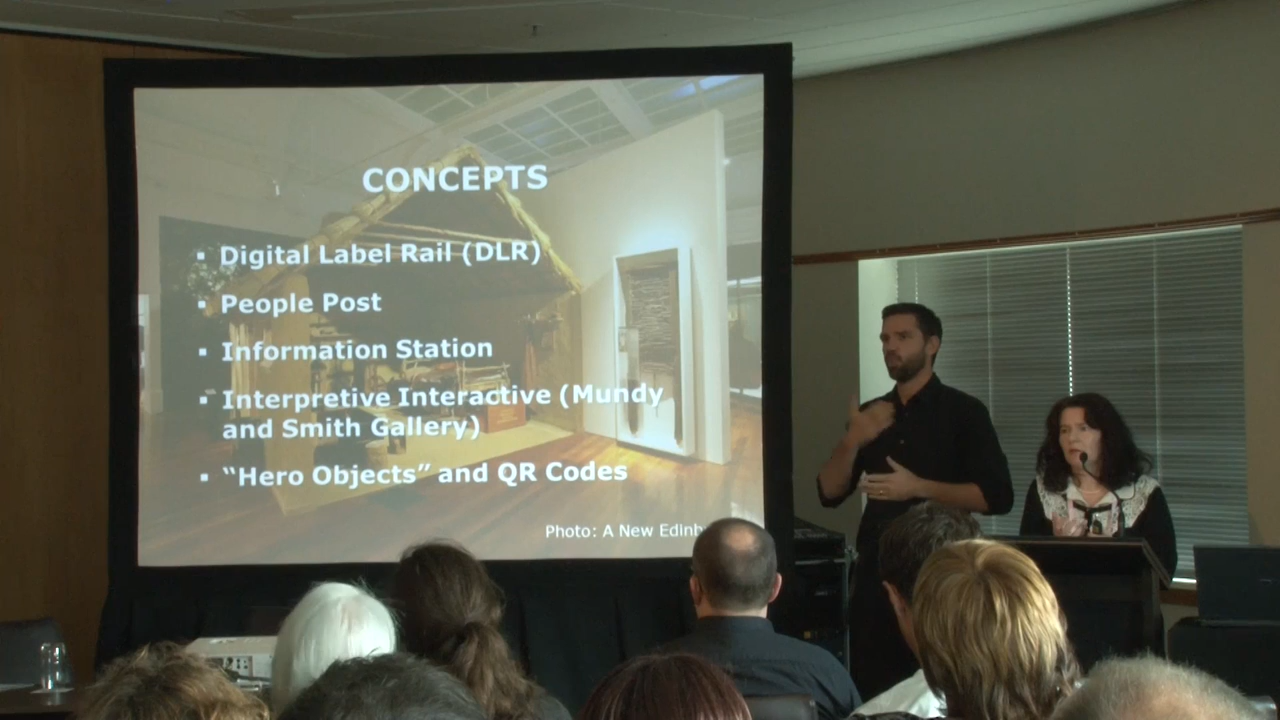 CONCEPTS
▪ Digital Label Rail (DLR)
▪ People Post
▪ Information Station
▪ Interpretive Interactive (Mundy
and Smith Gallery)
▪ “Hero Objects” and QR Codes
Photo: A New